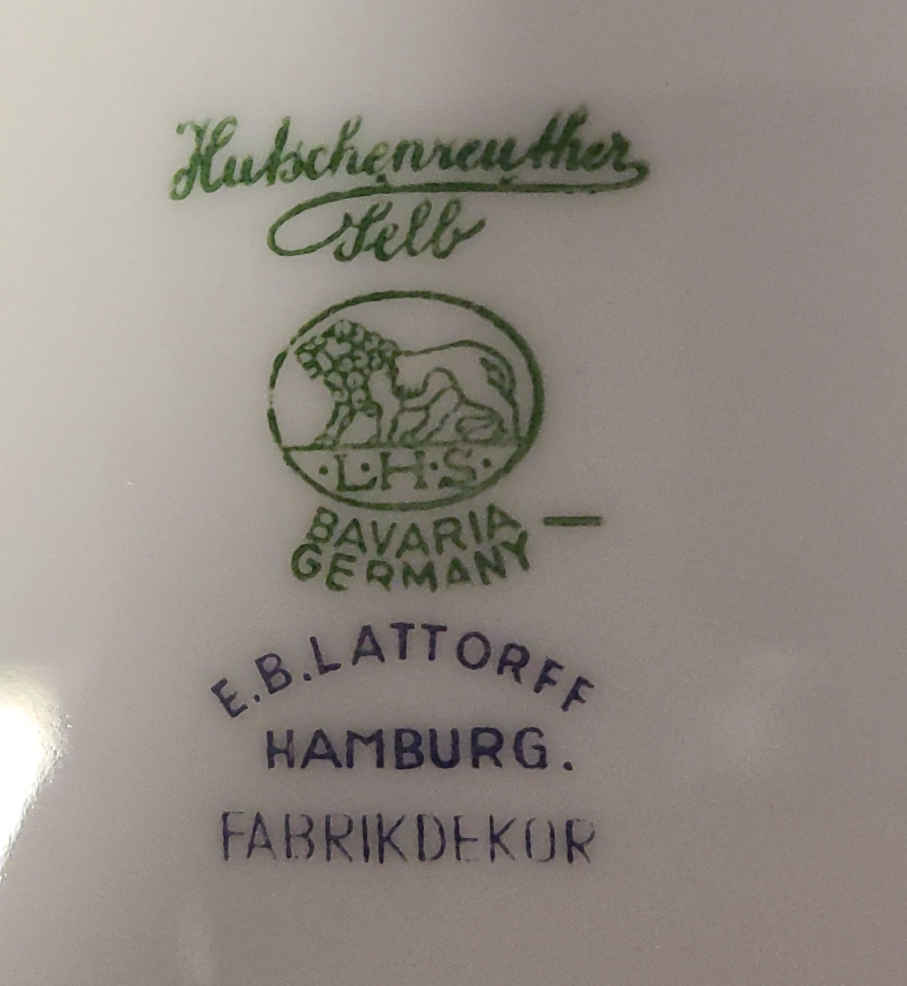 Hutschenreuther
Selb
·L·H·S·
BAVARIA
GERMANY
E.B.LATTORFF
HAMBURG.
FABRIKDEKOR